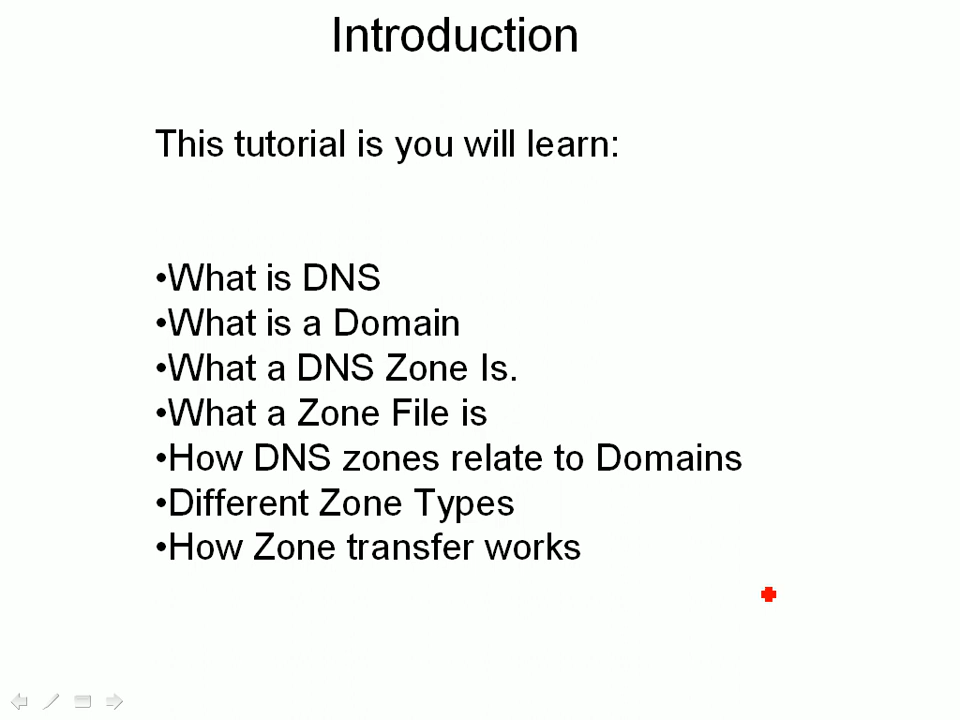 Introduction
This tutorial is you will learn:
•What is DNS
•What is a Domain
•What a DNS Zone Is.
•What a Zone File is
•How DNS zones relate to Domains
•Different Zone Types
•How Zone transfer works